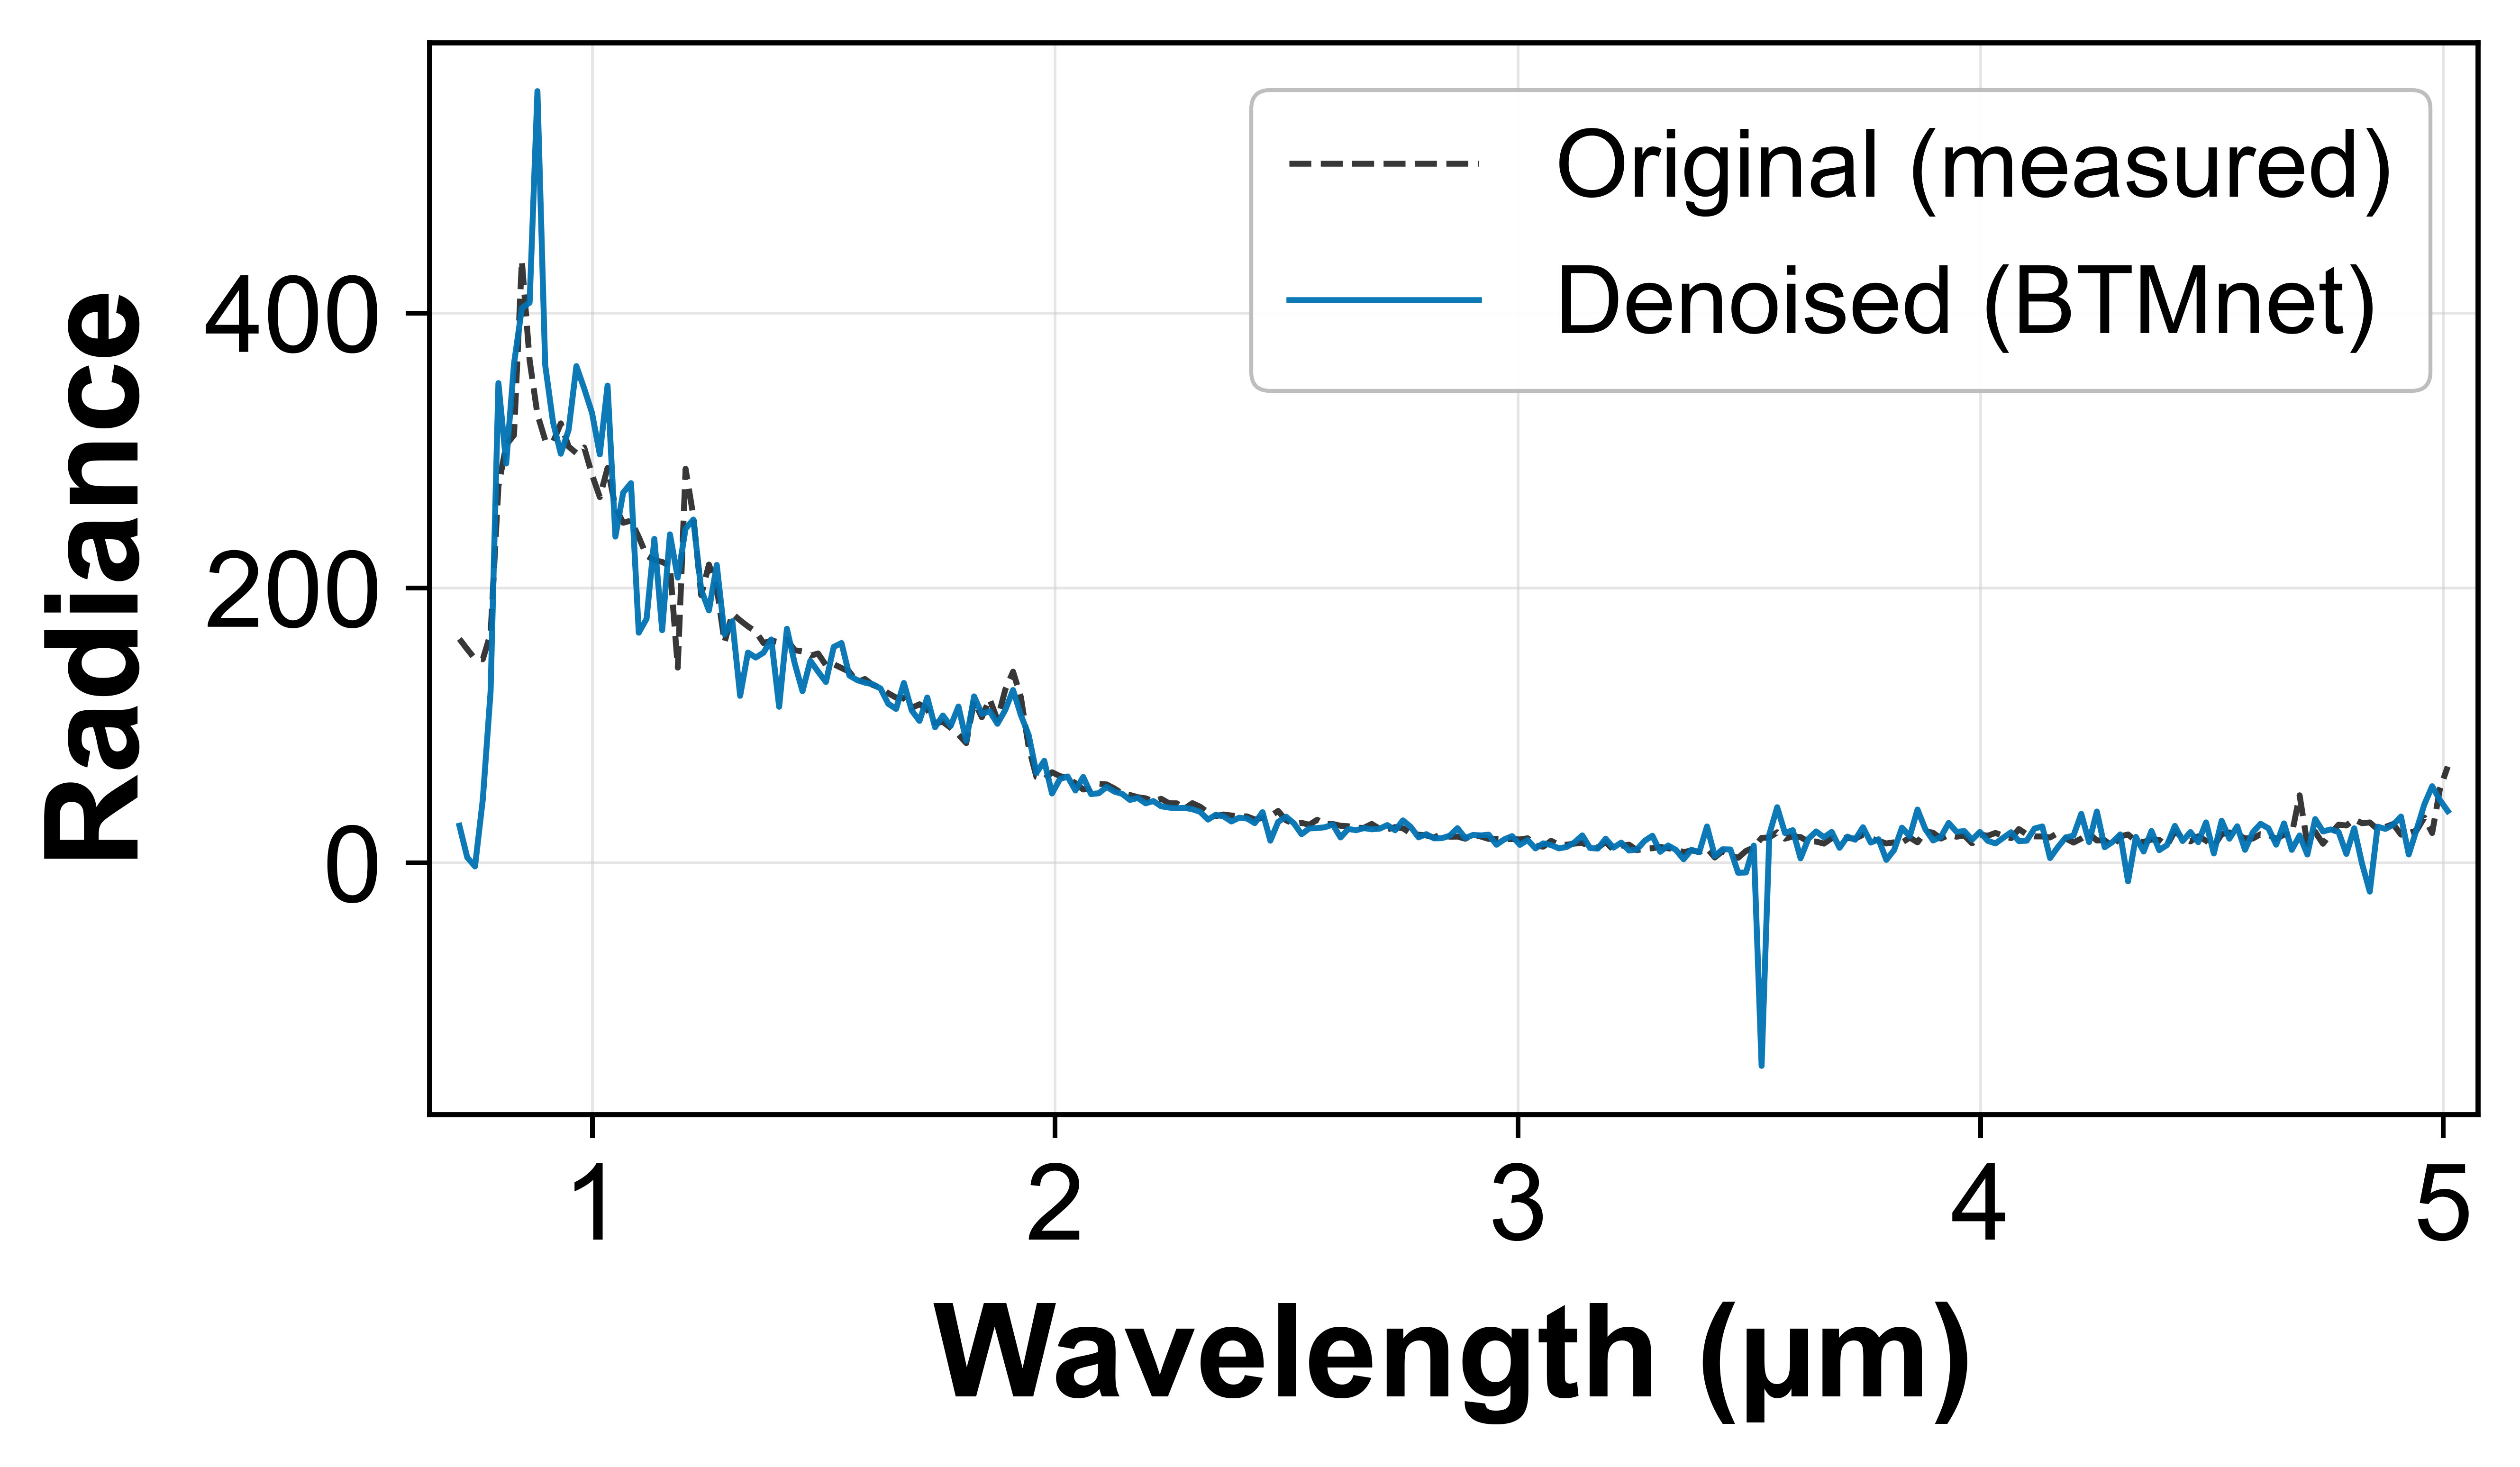 Original (measured)
Denoised (BTMnet)
Radiance
400
200
0
1 2 3 4 5
Wavelength (µm)